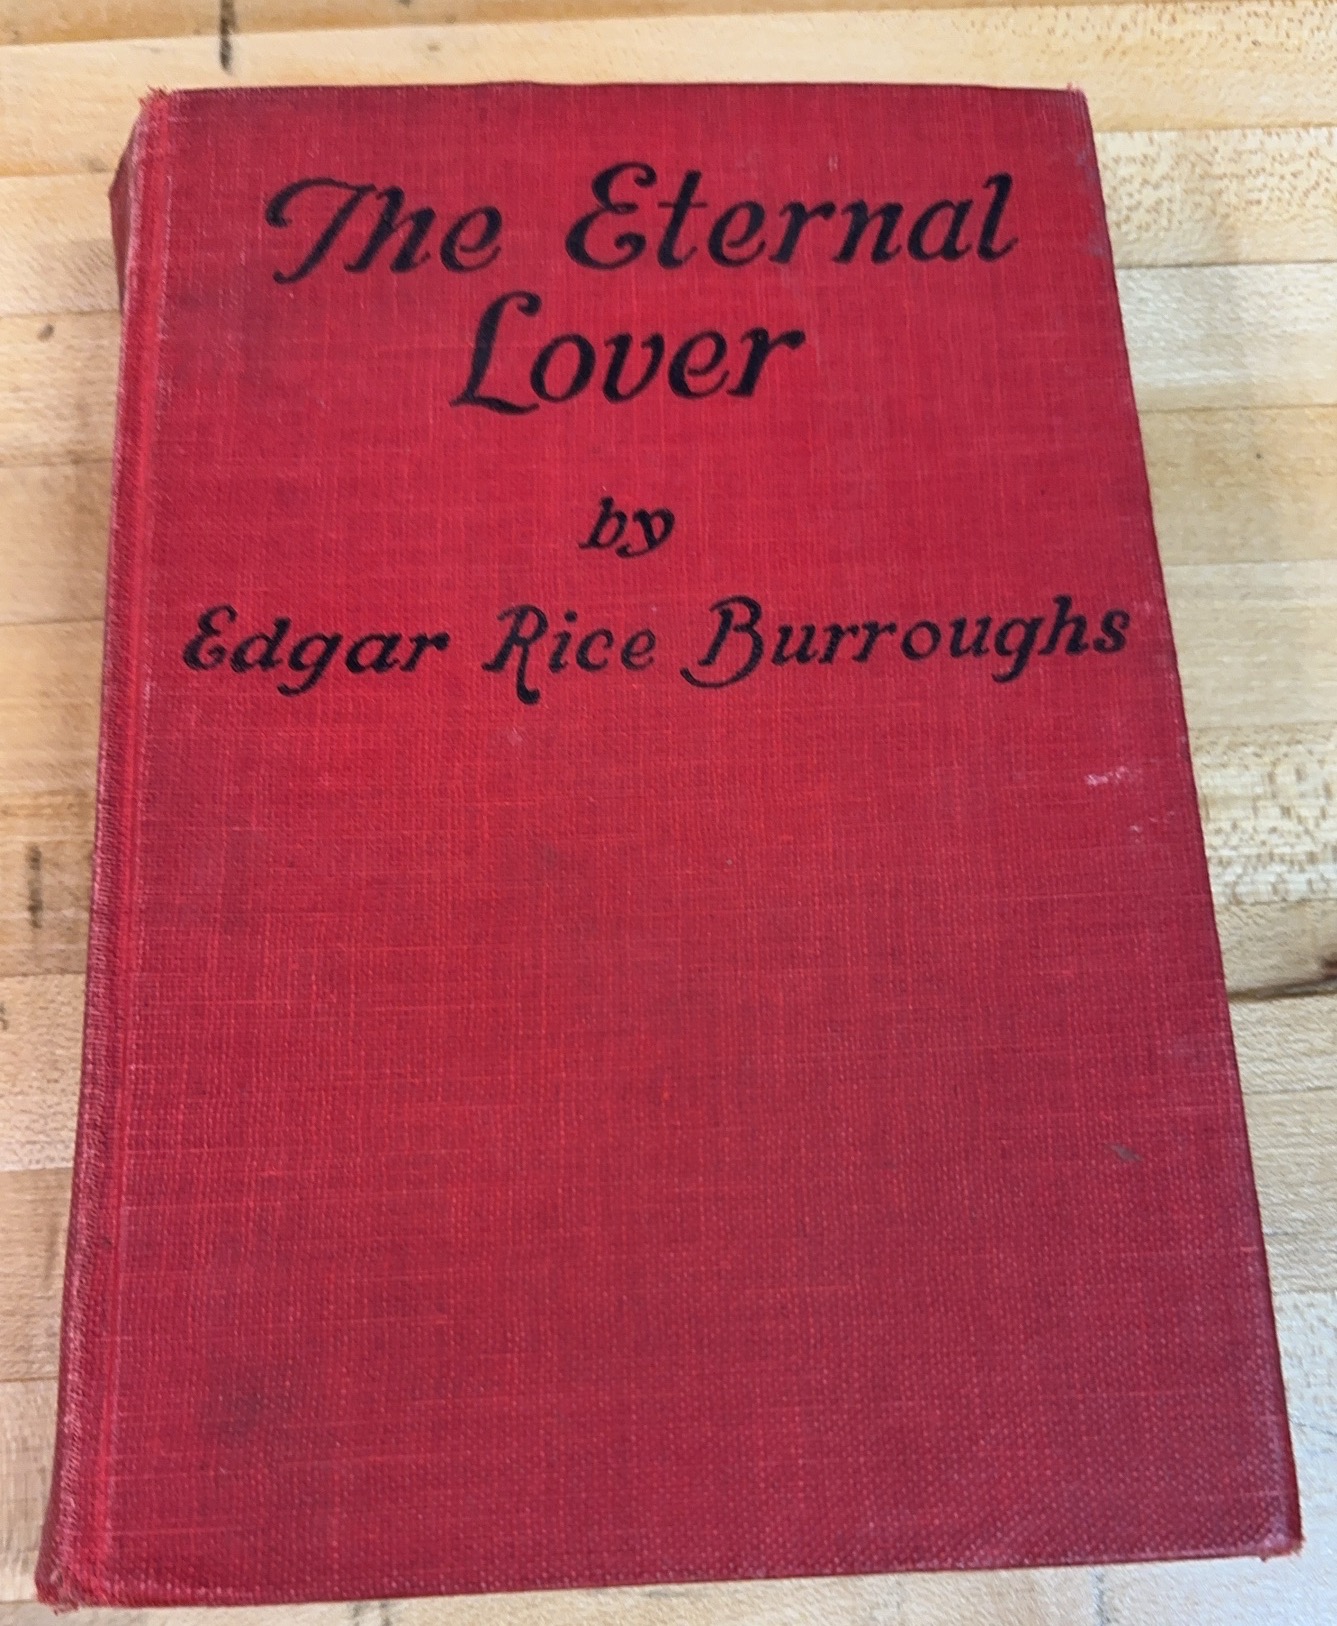 The Eternal
Lover
by
Edgar Rice Burroughs